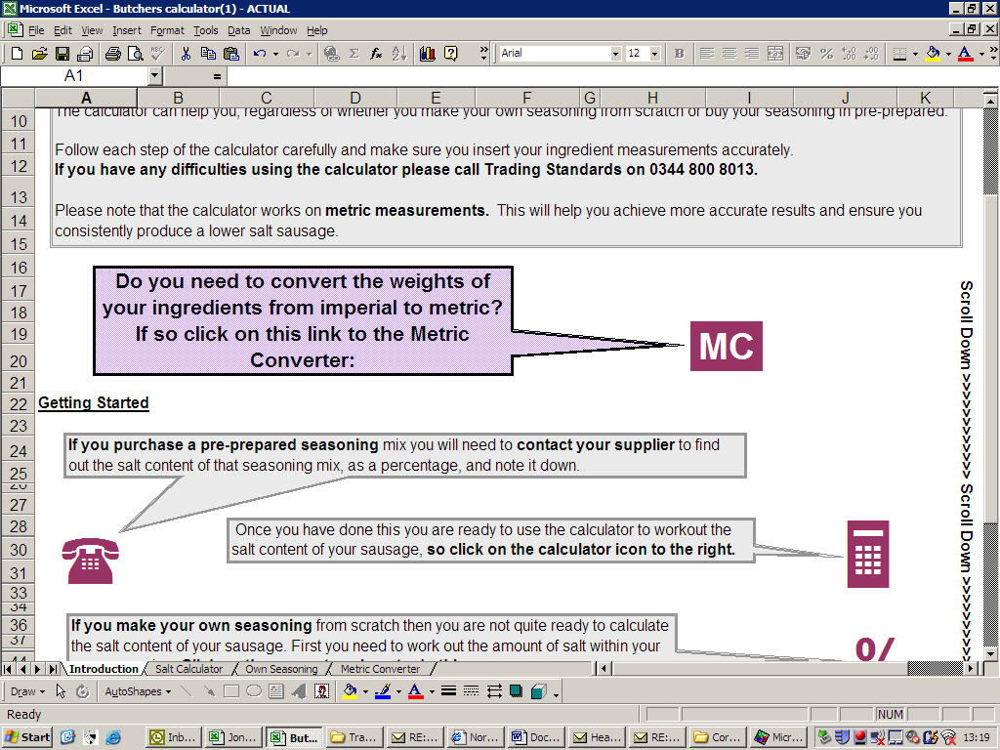 Microsoft Excel - Butchers calculator(1) - ACTUAL
File Edit View Insert Format Tools Data Window Help
Arial 12 B
A1 =
A B C D E F G H I J K
10 The calculator can help you, regardless of whether you make your own seasoning from scratch or buy your seasoning in pre-prepared.
11 Follow each step of the calculator carefully and make sure you insert your ingredient measurements accurately.
12 If you have any difficulties using the calculator please call Trading Standards on 0344 800 8013.
13
14 Please note that the calculator works on metric measurements. This will help you achieve more accurate results and ensure you
15 consistently produce a lower salt sausage.
16
17 Do you need to convert the weights of
18 your ingredients from imperial to metric?
19 If so click on this link to the Metric
20 Converter:
MC
Scroll Down >>>>>>>>>>> Scroll Down >>>>>>>>
21
22 Getting Started
23
24 If you purchase a pre-prepared seasoning mix you will need to contact your supplier to find
25 out the salt content of that seasoning mix, as a percentage, and note it down.
26
27
28 Once you have done this you are ready to use the calculator to workout the
30 salt content of your sausage, so click on the calculator icon to the right.
31
33
34
36 If you make your own seasoning from scratch then you are not quite ready to calculate
37 the salt content of your sausage. First you need to work out the amount of salt within your
Introduction Salt Calculator Own Seasoning Metric Converter
Draw AutoShapes
Ready NUM
Start Inb... Jon... But... Tra... RE:... Nor... Doc... Hea... RE:... Cor... Micr... 13:19